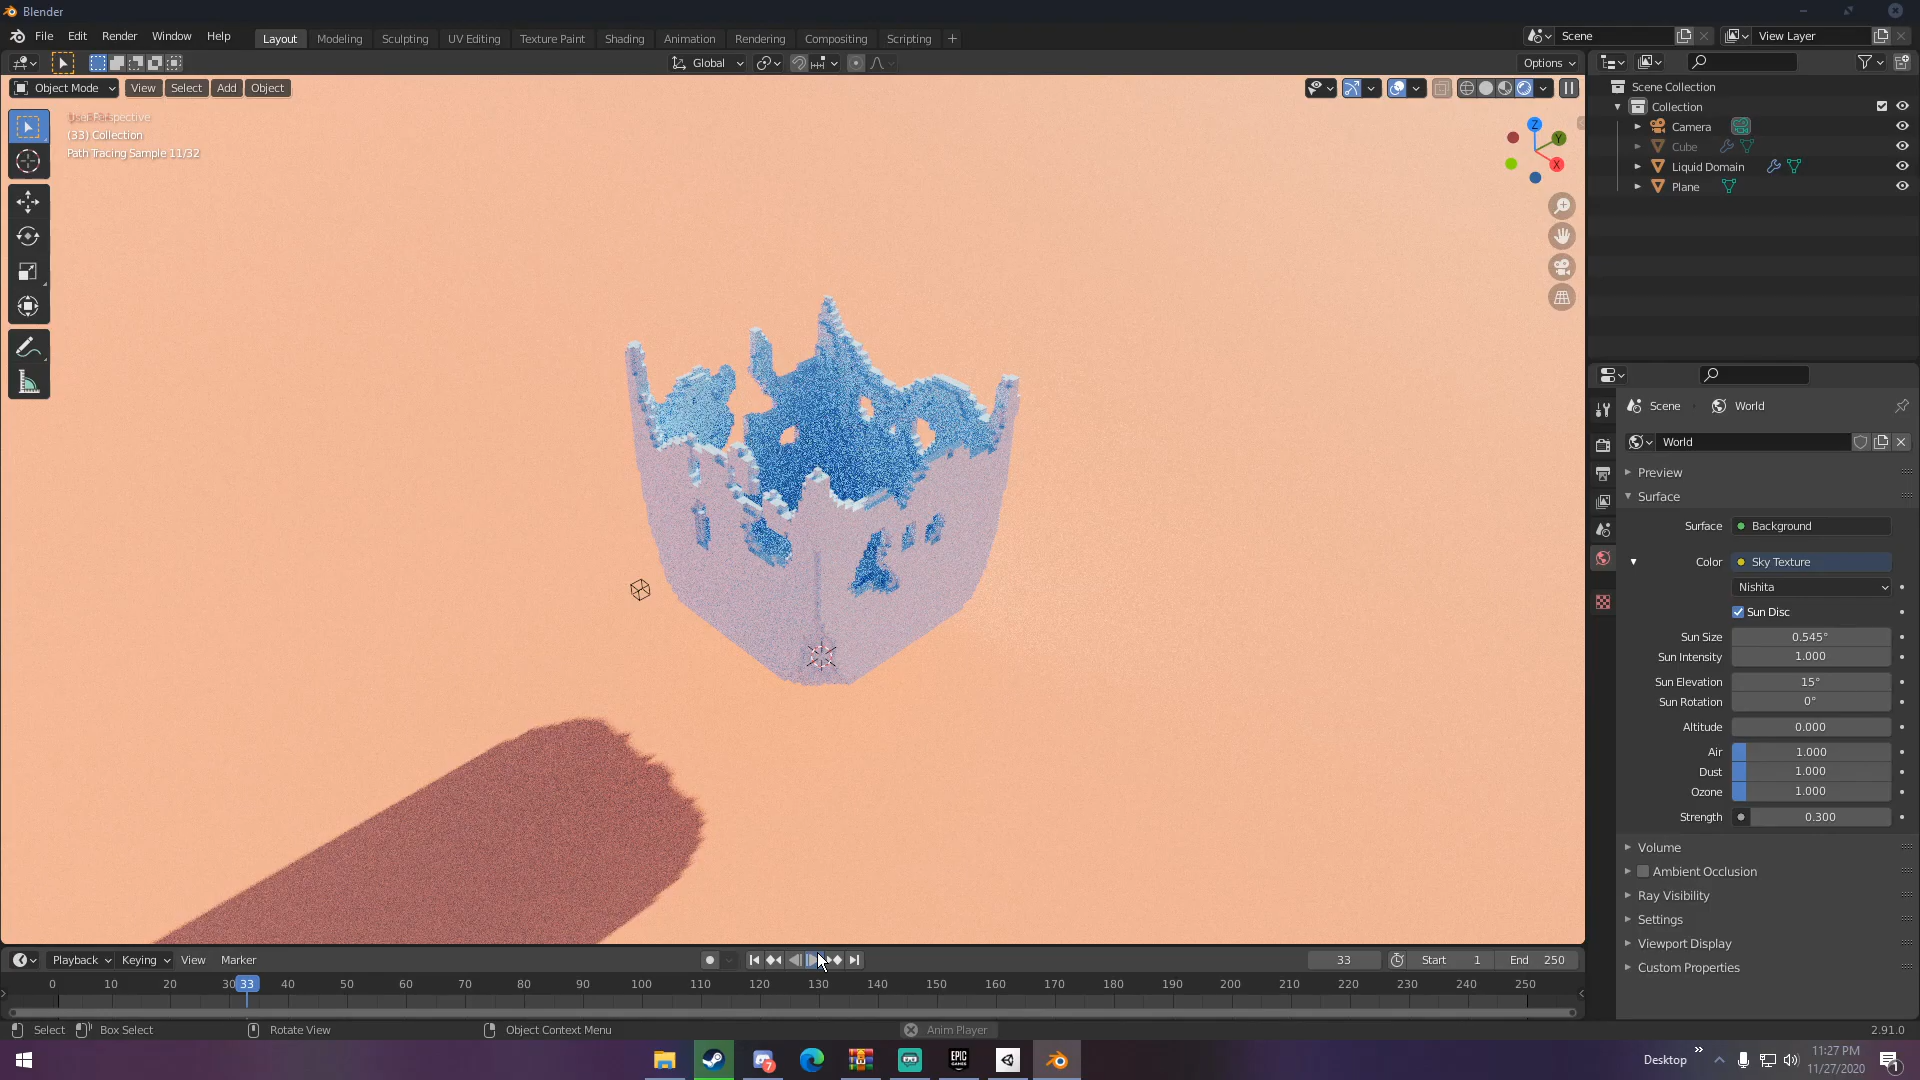 Blender
File Edit Render Window Help
Layout Modeling Sculpting UV Editing Texture Paint Shading Animation Rendering Compositing Scripting +
Scene
View Layer
Global
Options
Object Mode View Select Add Object
User Perspective
(33) Collection
Path Tracing Sample 11/32
Z
Y
X
Scene Collection
Collection
Camera
Cube
Liquid Domain
Plane
Scene World
World
Preview
Surface
Surface Background
Color Sky Texture
Nishita
Sun Disc
Sun Size 0.545°
Sun Intensity 1.000
Sun Elevation 15°
Sun Rotation 0°
Altitude 0.000
Air 1.000
Dust 1.000
Ozone 1.000
Strength 0.300
Volume
Ambient Occlusion
Ray Visibility
Settings
Viewport Display
Custom Properties
Playback Keying View Marker
33 Start 1 End 250
0 10 20 30 33 40 50 60 70 80 90 100 110 120 130 140 150 160 170 180 190 200 210 220 230 240 250
Select Box Select Rotate View Object Context Menu Anim Player 2.91.0
7
EPIC
GAMES
Desktop
11:27 PM
11/27/2020
1